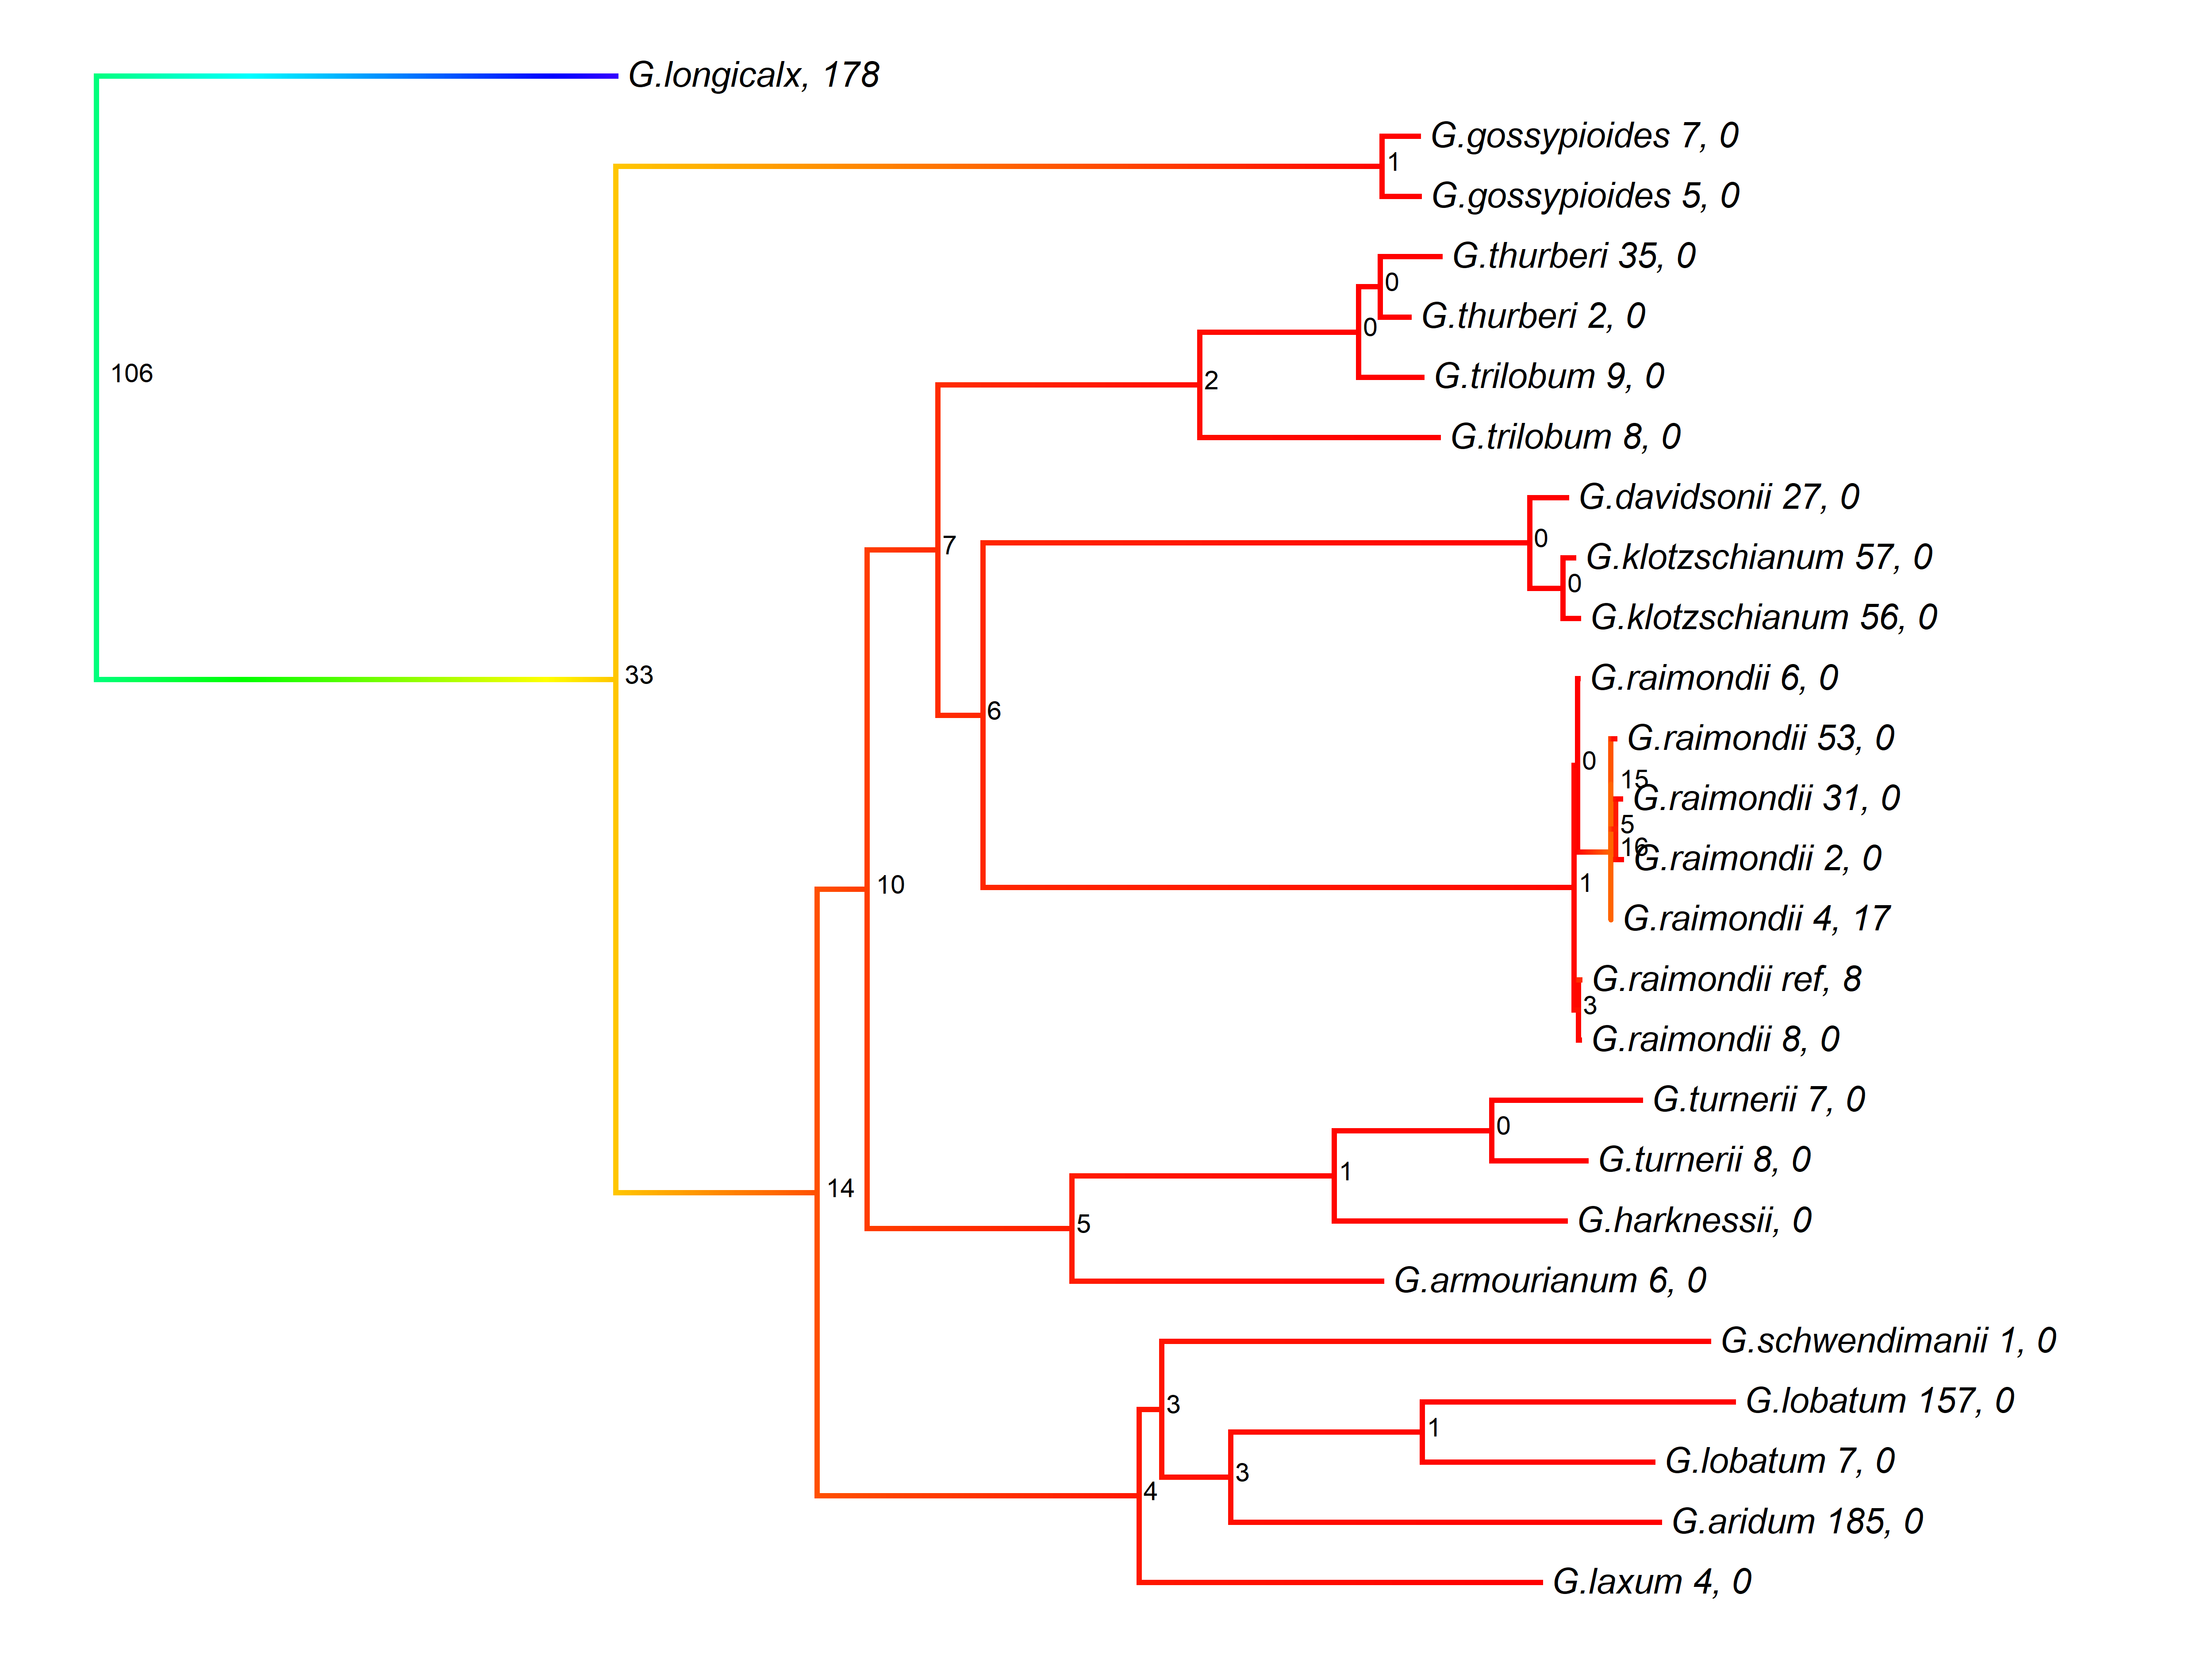 G.longicalx, 178
G.gossypioides 7, 0
1
G.gossypioides 5, 0
G.thurberi 35, 0
0
G.thurberi 2, 0
0
106
G.trilobum 9, 0
2
G.trilobum 8, 0
G.davidsonii 27, 0
0
7
G.klotzschianum 57, 0
0
G.klotzschianum 56, 0
33
G.raimondii 6, 0
6
G.raimondii 53, 0
0
15
G.raimondii 31, 0
5
16
G.raimondii 2, 0
1
10
G.raimondii 4, 17
G.raimondii ref, 8
3
G.raimondii 8, 0
G.turnerii 7, 0
0
G.turnerii 8, 0
1
14
G.harknessii, 0
5
G.armourianum 6, 0
G.schwendimanii 1, 0
3
G.lobatum 157, 0
1
G.lobatum 7, 0
3
4
G.aridum 185, 0
G.laxum 4, 0